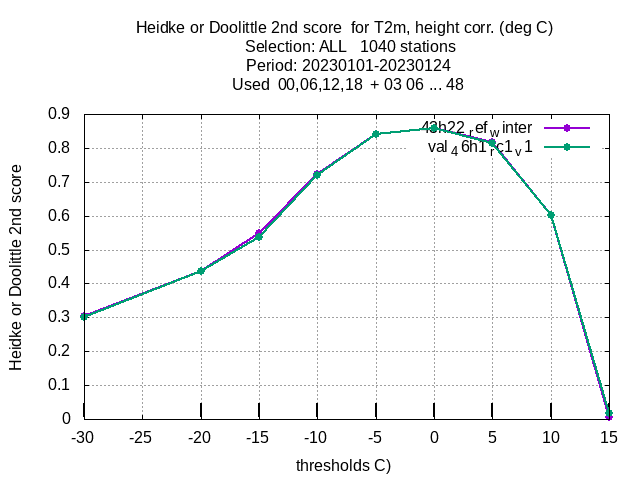 Heidke or Doolittle 2nd score for T2m, height corr. (deg C)
Selection: ALL 1040 stations
Period: 20230101-20230124
Used 00,06,12,18 + 03 06 ... 48
Heidke or Doolittle 2nd score
0.9
0.8
0.7
0.6
0.5
0.4
0.3
0.2
0.1
0
43h22refwinter
val46h1rc1v1
-30 -25 -20 -15 -10 -5 0 5 10 15
thresholds C)